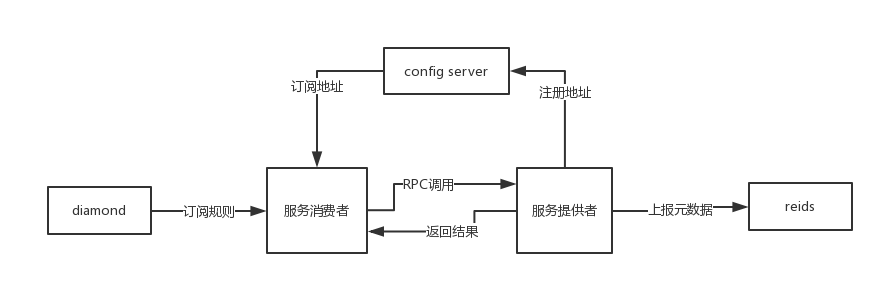 config server
订阅地址
注册地址
RPC调用
diamond
订阅规则
服务消费者
服务提供者
上报元数据
reids
返回结果